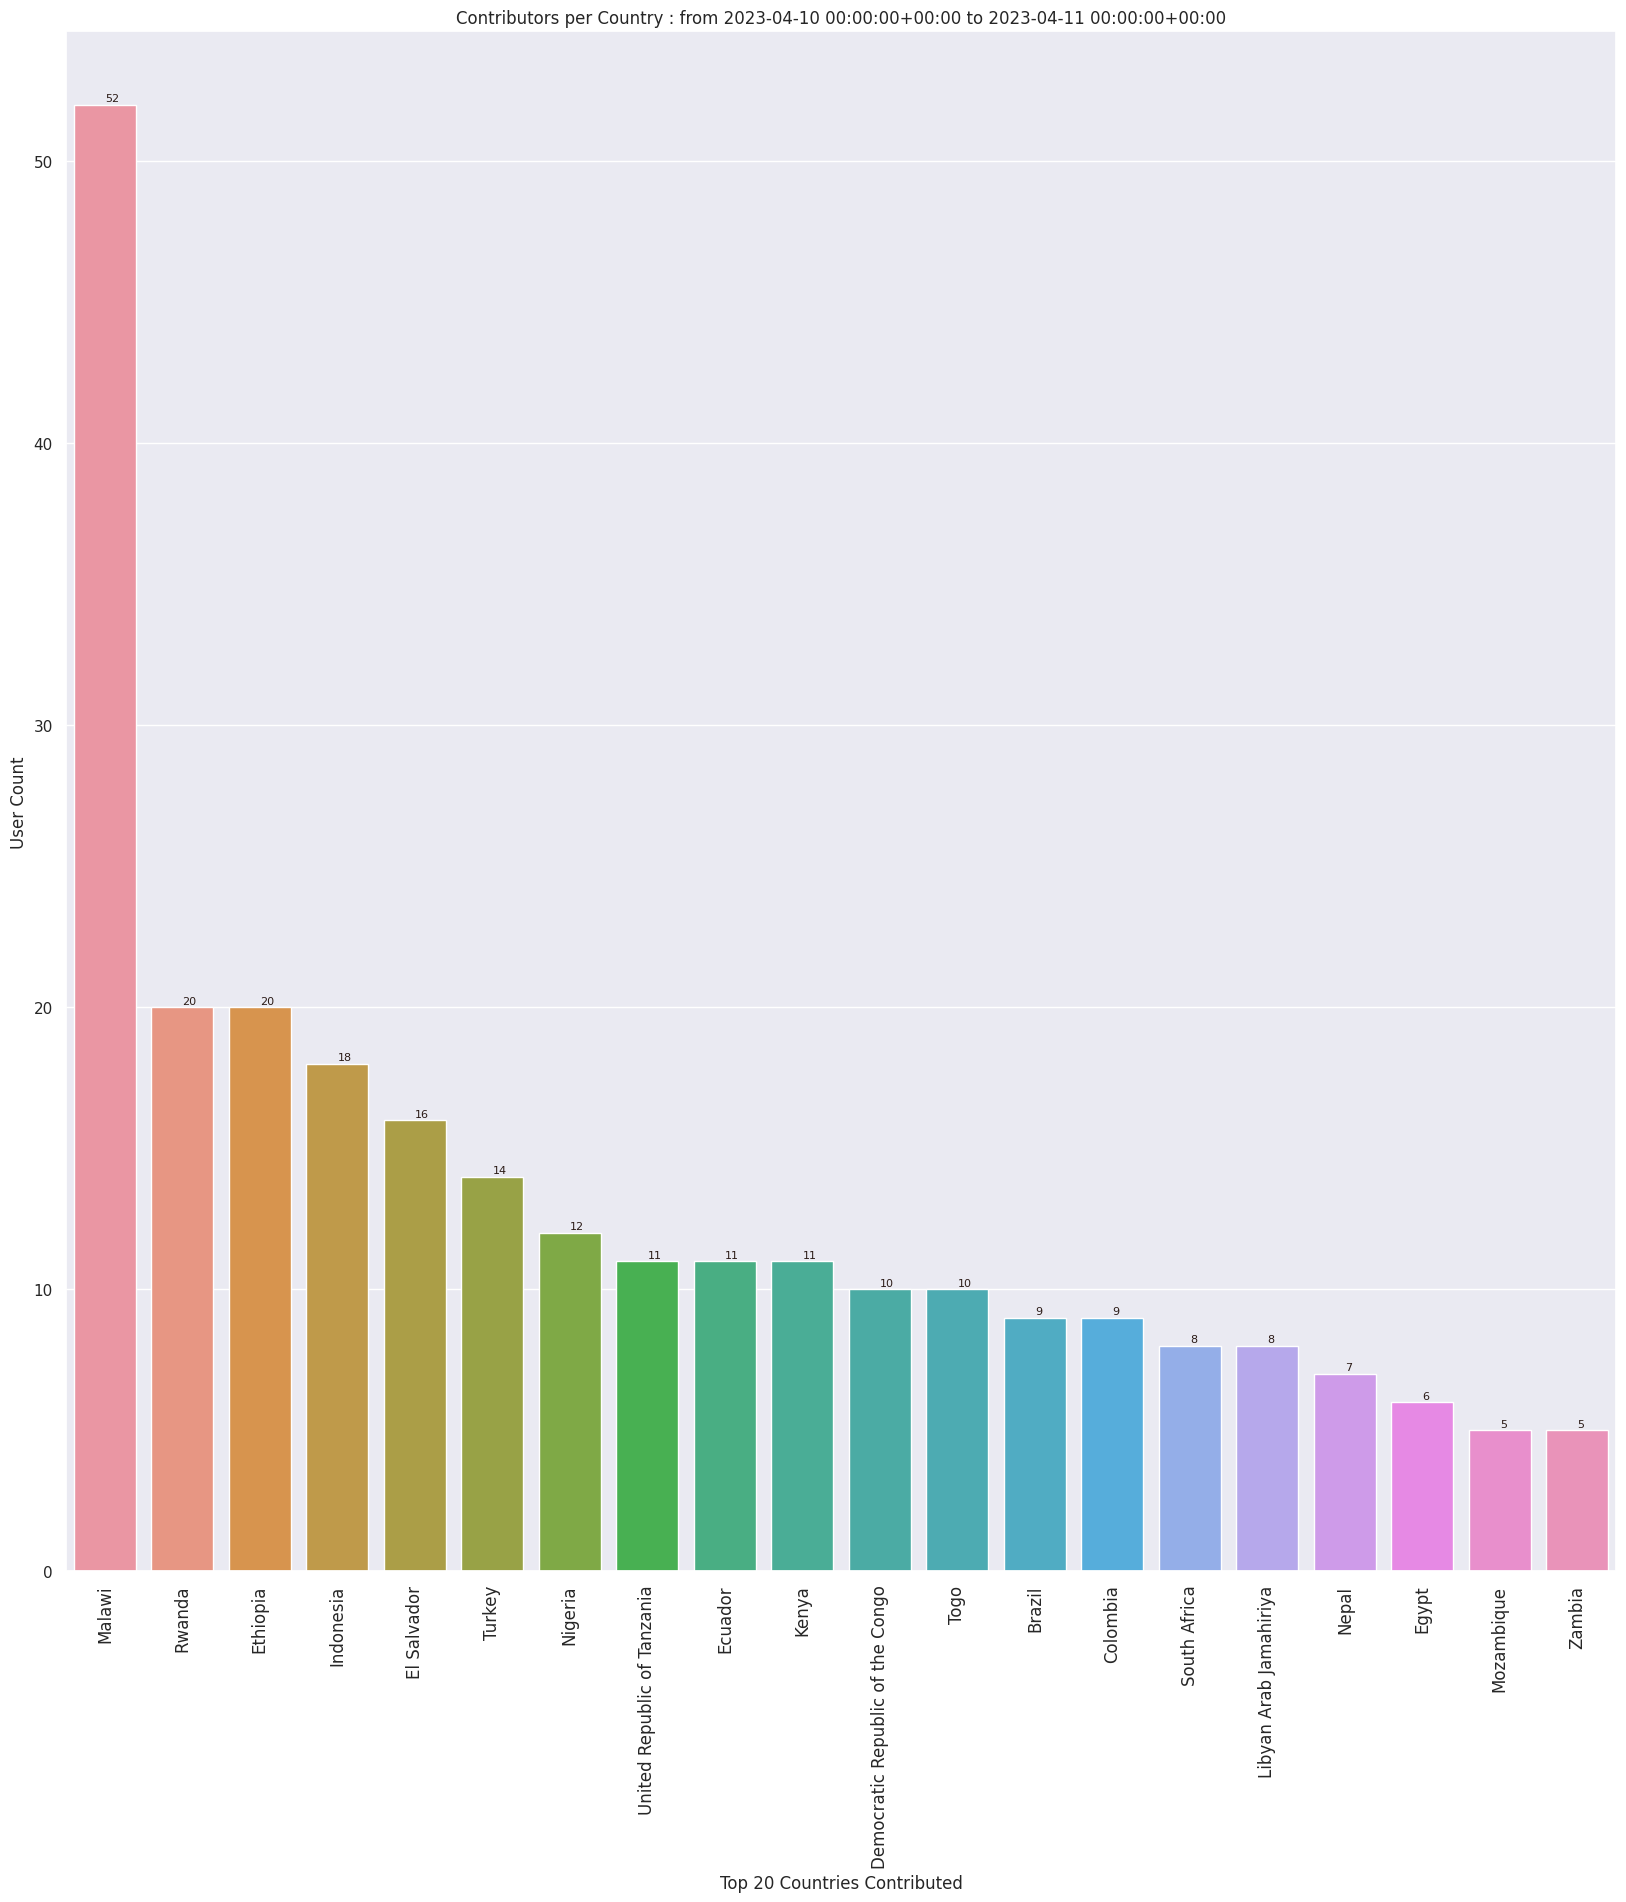 Contributors per Country : from 2023-04-10 00:00:00+00:00 to 2023-04-11 00:00:00+00:00
User Count
50
40
30
20
10
0
52
20
20
18
16
14
12
11
11
11
10
10
9
9
8
8
7
6
5
5
Malawi
Rwanda
Ethiopia
Indonesia
El Salvador
Turkey
Nigeria
United Republic of Tanzania
Ecuador
Kenya
Democratic Republic of the Congo
Togo
Brazil
Colombia
South Africa
Libyan Arab Jamahiriya
Nepal
Egypt
Mozambique
Zambia
Top 20 Countries Contributed